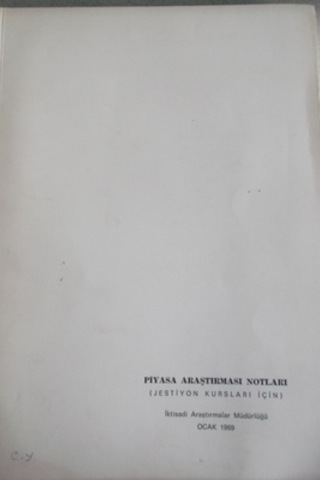 PİYASA ARAŞTIRMASI NOTLARI
(JESTİYON KURSLARI İÇİN)
İktisadi Araştırmalar Müdürlüğü
OCAK 1969